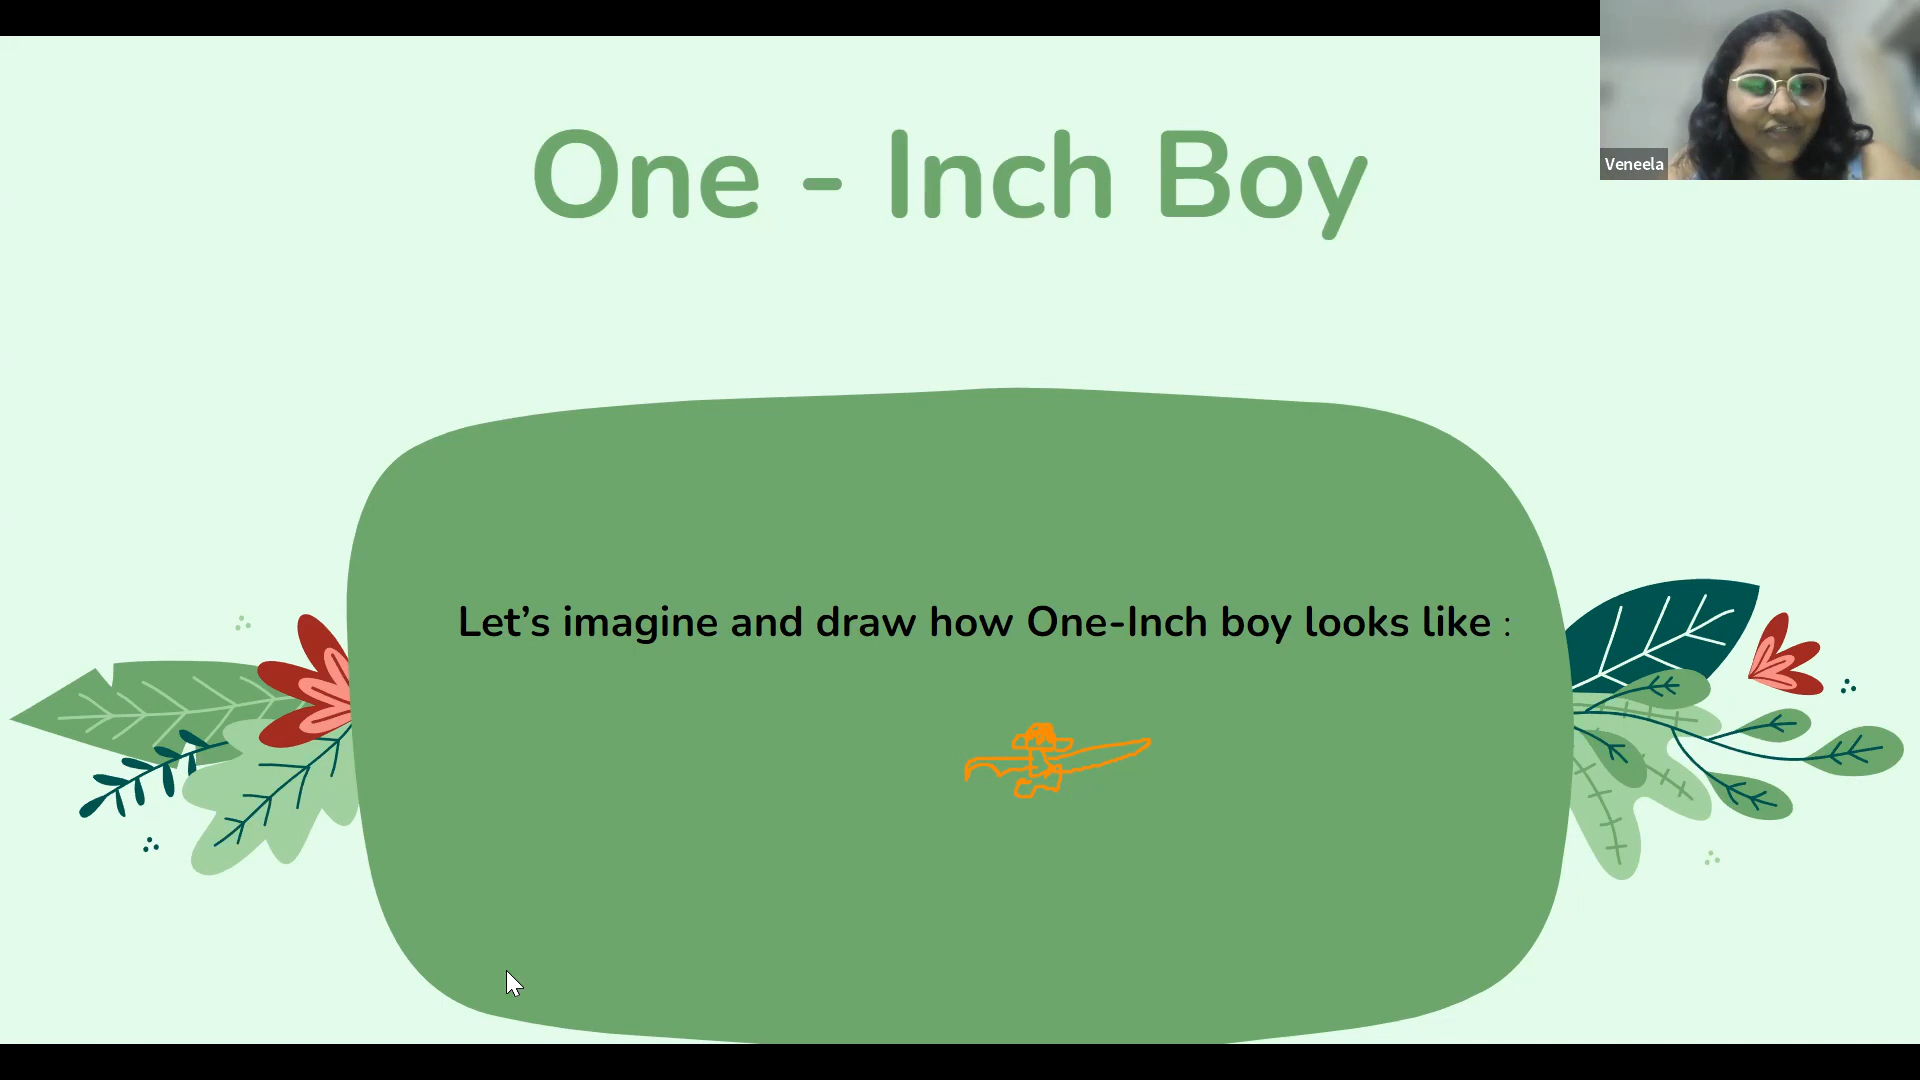 One - Inch Boy
Veneela
Let’s imagine and draw how One-Inch boy looks like :